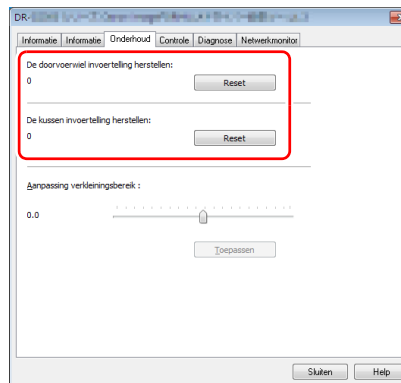 DR-
Informatie Informatie Onderhoud Controle Diagnose Netwerkmonitor
De doorvoerwiel invoertelling herstellen:
0 Reset
De kussen invoertelling herstellen:
0 Reset
Aanpassing verkleiningsbereik :
0.0
Toepassen
Sluiten Help